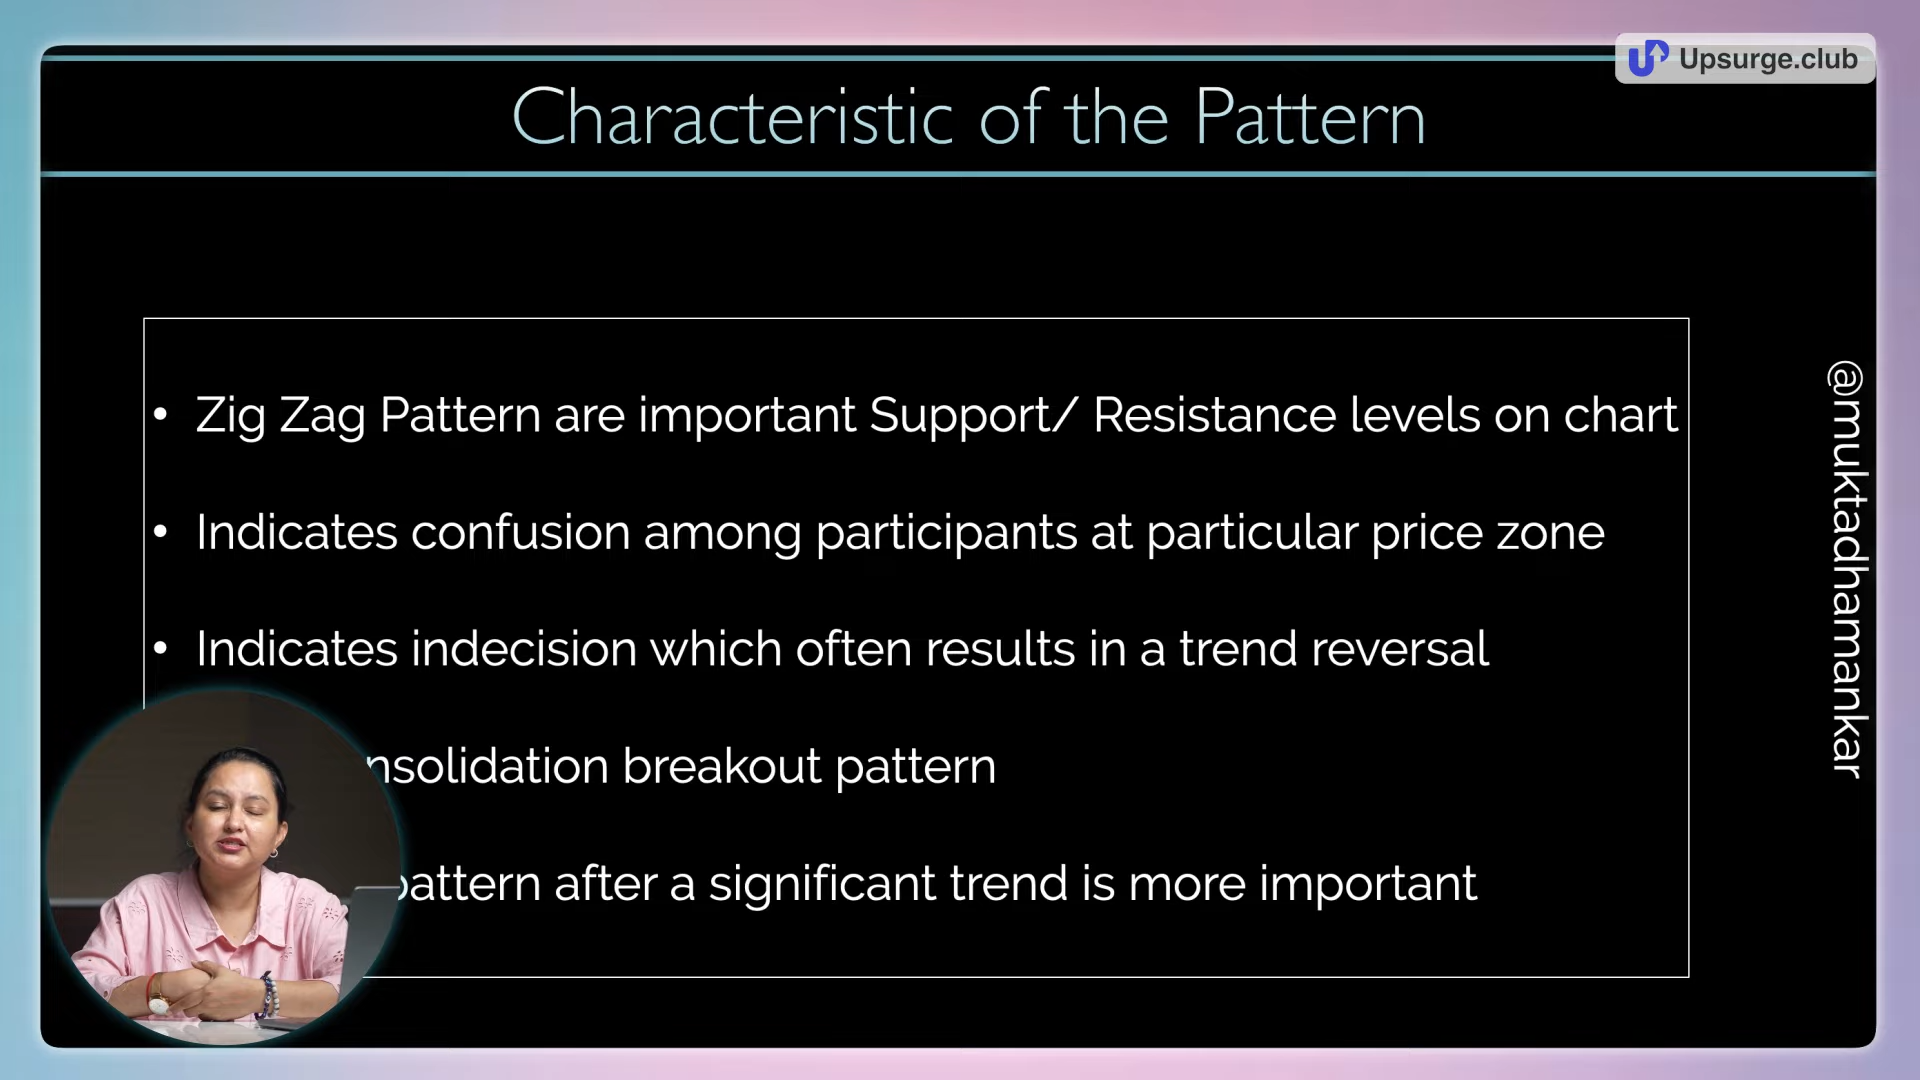 Upsurge.club
Characteristic of the Pattern
• Zig Zag Pattern are important Support/ Resistance levels on chart
• Indicates confusion among participants at particular price zone
• Indicates indecision which often results in a trend reversal
breakout pattern
pattern after a significant trend is more important
@muktadhamankar